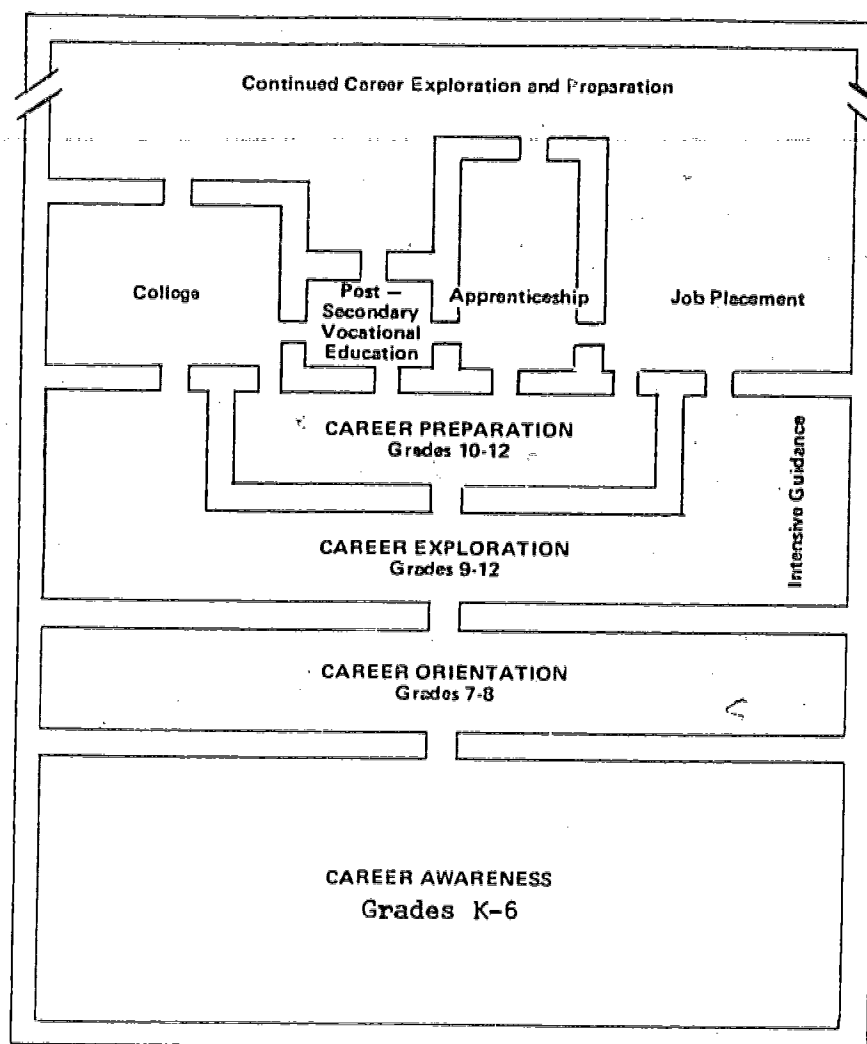 Continued Career Exploration and Preparation
College
Post —
Secondary
Vocational
Education
Apprenticeship
Job Placement
CAREER PREPARATION
Grades 10-12
Intensive Guidance
CAREER EXPLORATION
Grades 9-12
CAREER ORIENTATION
Grades 7-8
CAREER AWARENESS
Grades K-6